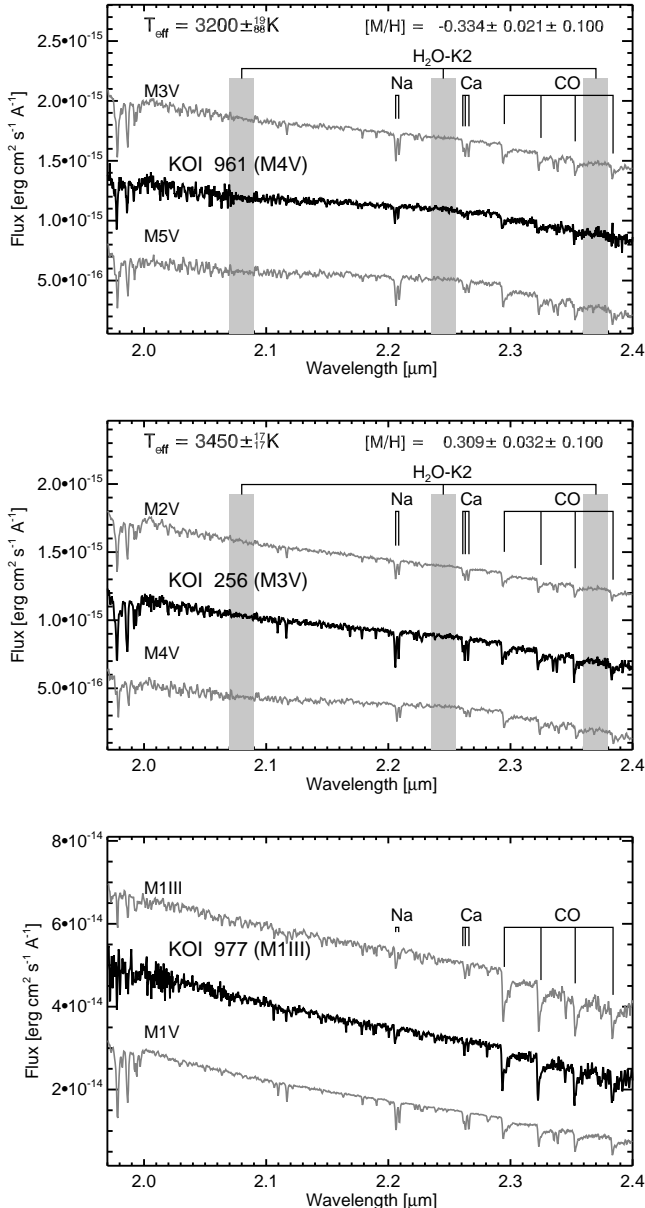 T_eff = 3200±^19_88K [M/H] = -0.334± 0.021± 0.100
H₂O-K2
Na Ca CO
M3V
KOI 961 (M4V)
M5V
2.5•10⁻¹⁵
2.0•10⁻¹⁵
1.5•10⁻¹⁵
1.0•10⁻¹⁵
5.0•10⁻¹⁶
Flux [erg cm² s⁻¹ A⁻¹]
2.0 2.1 2.2 2.3 2.4
Wavelength [μm]
T_eff = 3450±^17_17K [M/H] = 0.309± 0.032± 0.100
H₂O-K2
Na Ca CO
M2V
KOI 256 (M3V)
M4V
2.0•10⁻¹⁵
1.5•10⁻¹⁵
1.0•10⁻¹⁵
5.0•10⁻¹⁶
Flux [erg cm² s⁻¹ A⁻¹]
2.0 2.1 2.2 2.3 2.4
Wavelength [μm]
8•10⁻¹⁴
6•10⁻¹⁴
4•10⁻¹⁴
2•10⁻¹⁴
Flux [erg cm² s⁻¹ A⁻¹]
M1III
Na Ca CO
KOI 977 (M1III)
M1V
2.0 2.1 2.2 2.3 2.4
Wavelength [μm]